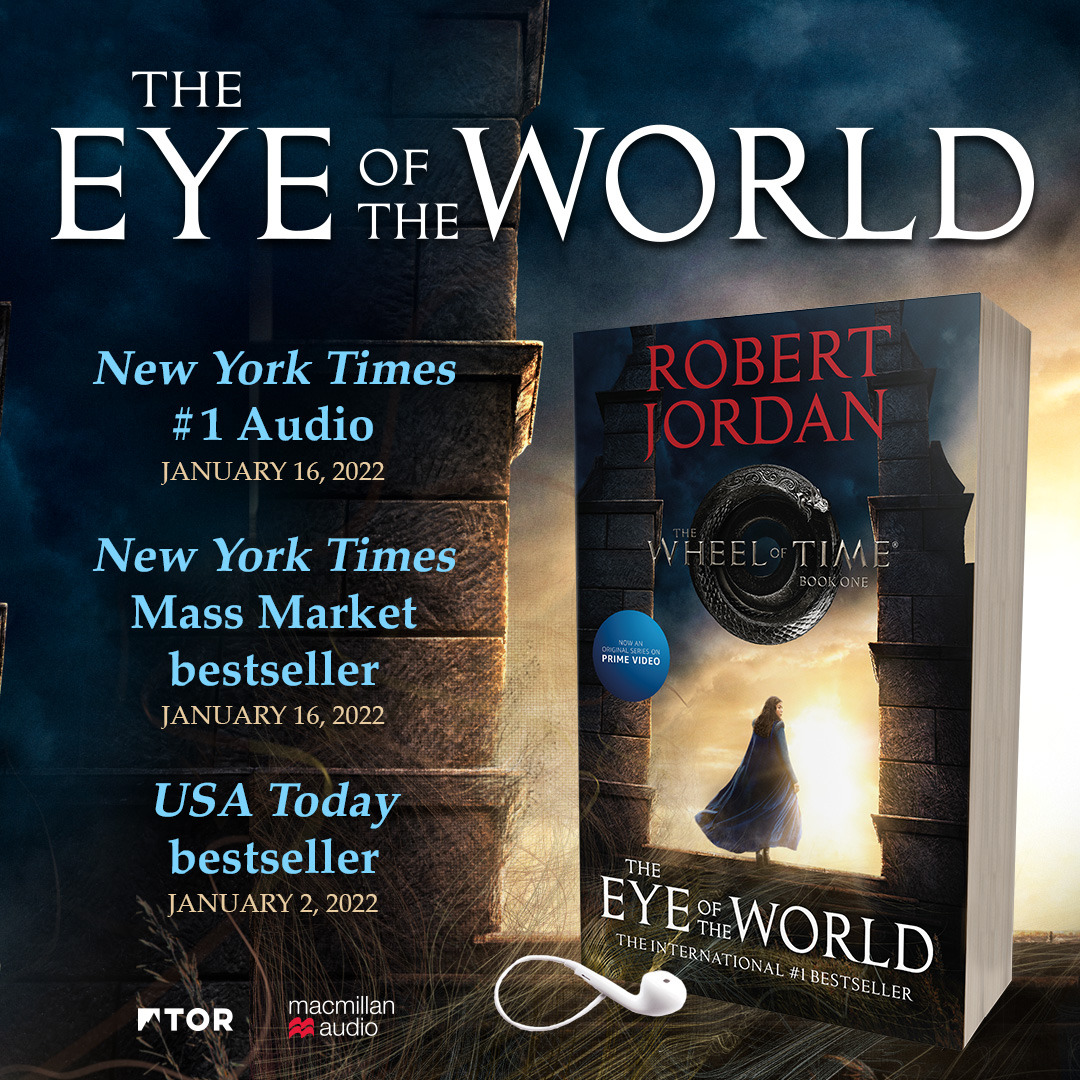 THE
EYE OF THE WORLD
New York Times
#1 Audio
JANUARY 16, 2022
New York Times
Mass Market
bestseller
JANUARY 16, 2022
USA Today
bestseller
JANUARY 2, 2022
TOR
macmillan
audio
ROBERT
JORDAN
THE
WHEEL OF TIME®
BOOK ONE
NOW AN
ORIGINAL SERIES ON
PRIME VIDEO
THE
EYE OF THE WORLD
THE INTERNATIONAL #1 BESTSELLER